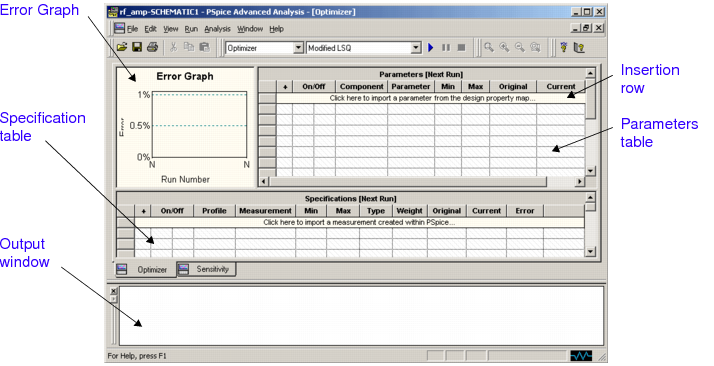 Error Graph
rf_amp-SCHEMATIC1 - PSpice Advanced Analysis - [Optimizer]
File Edit View Run Analysis Window Help
Optimizer
Modified LSQ
Error Graph
1%
0.5%
0%
Error
N
N
Run Number
Parameters [Next Run]
+ On/Off Component Parameter Min Max Original Current
Click here to import a parameter from the design property map...
Insertion
row
Specification
table
Parameters
table
Specifications [Next Run]
+ On/Off Profile Measurement Min Max Type Weight Original Current Error
Click here to import a measurement created within PSpice...
Output
window
Optimizer
Sensitivity
For Help, press F1